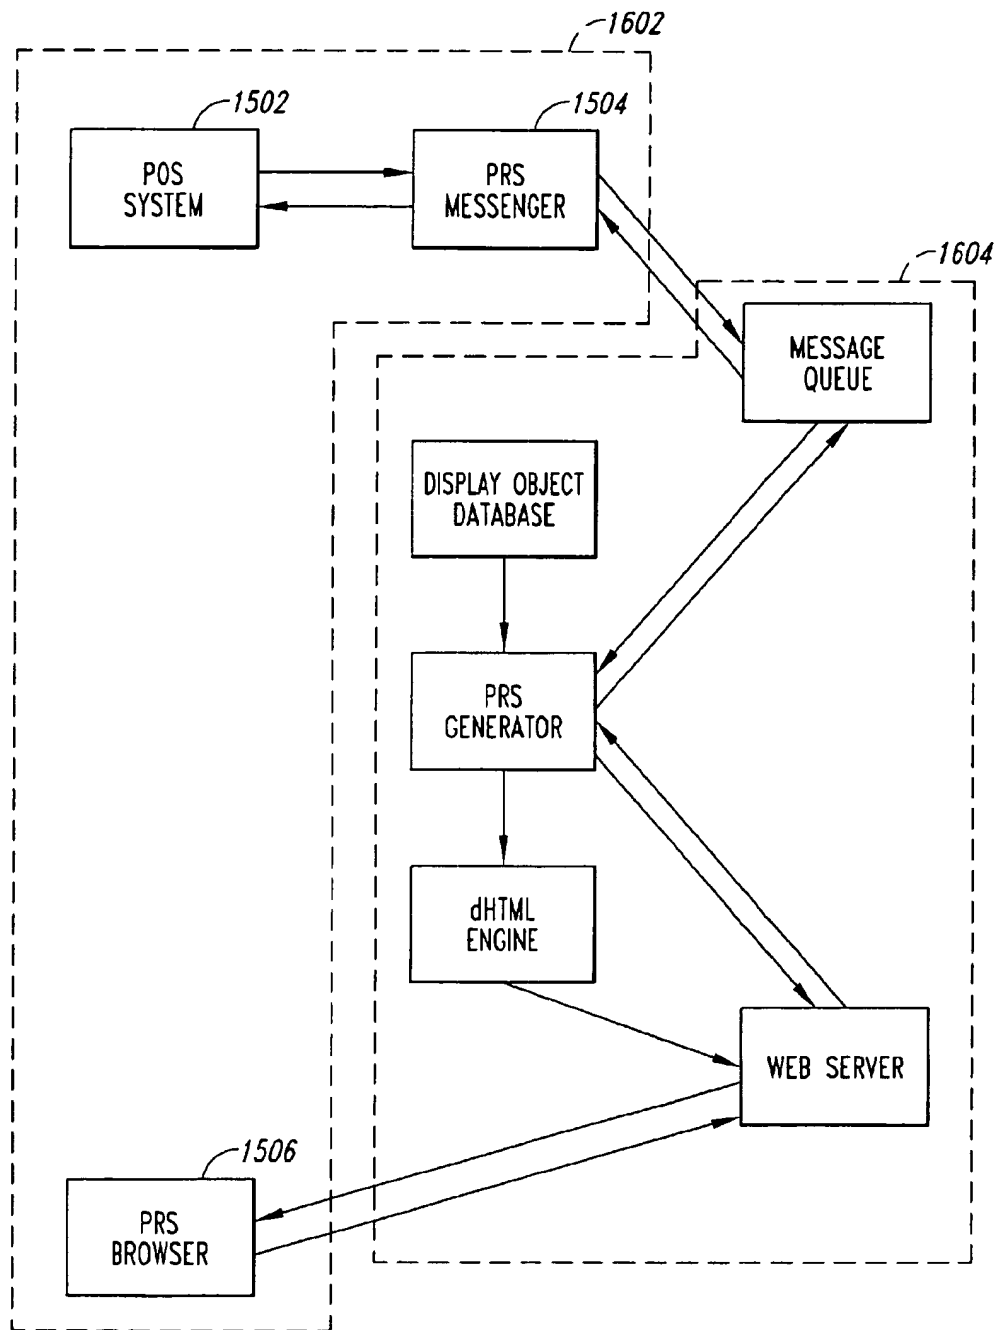 1602
1502
1504
POS
SYSTEM
PRS
MESSENGER
1604
MESSAGE
QUEUE
DISPLAY OBJECT
DATABASE
PRS
GENERATOR
dHTML
ENGINE
WEB SERVER
1506
PRS
BROWSER